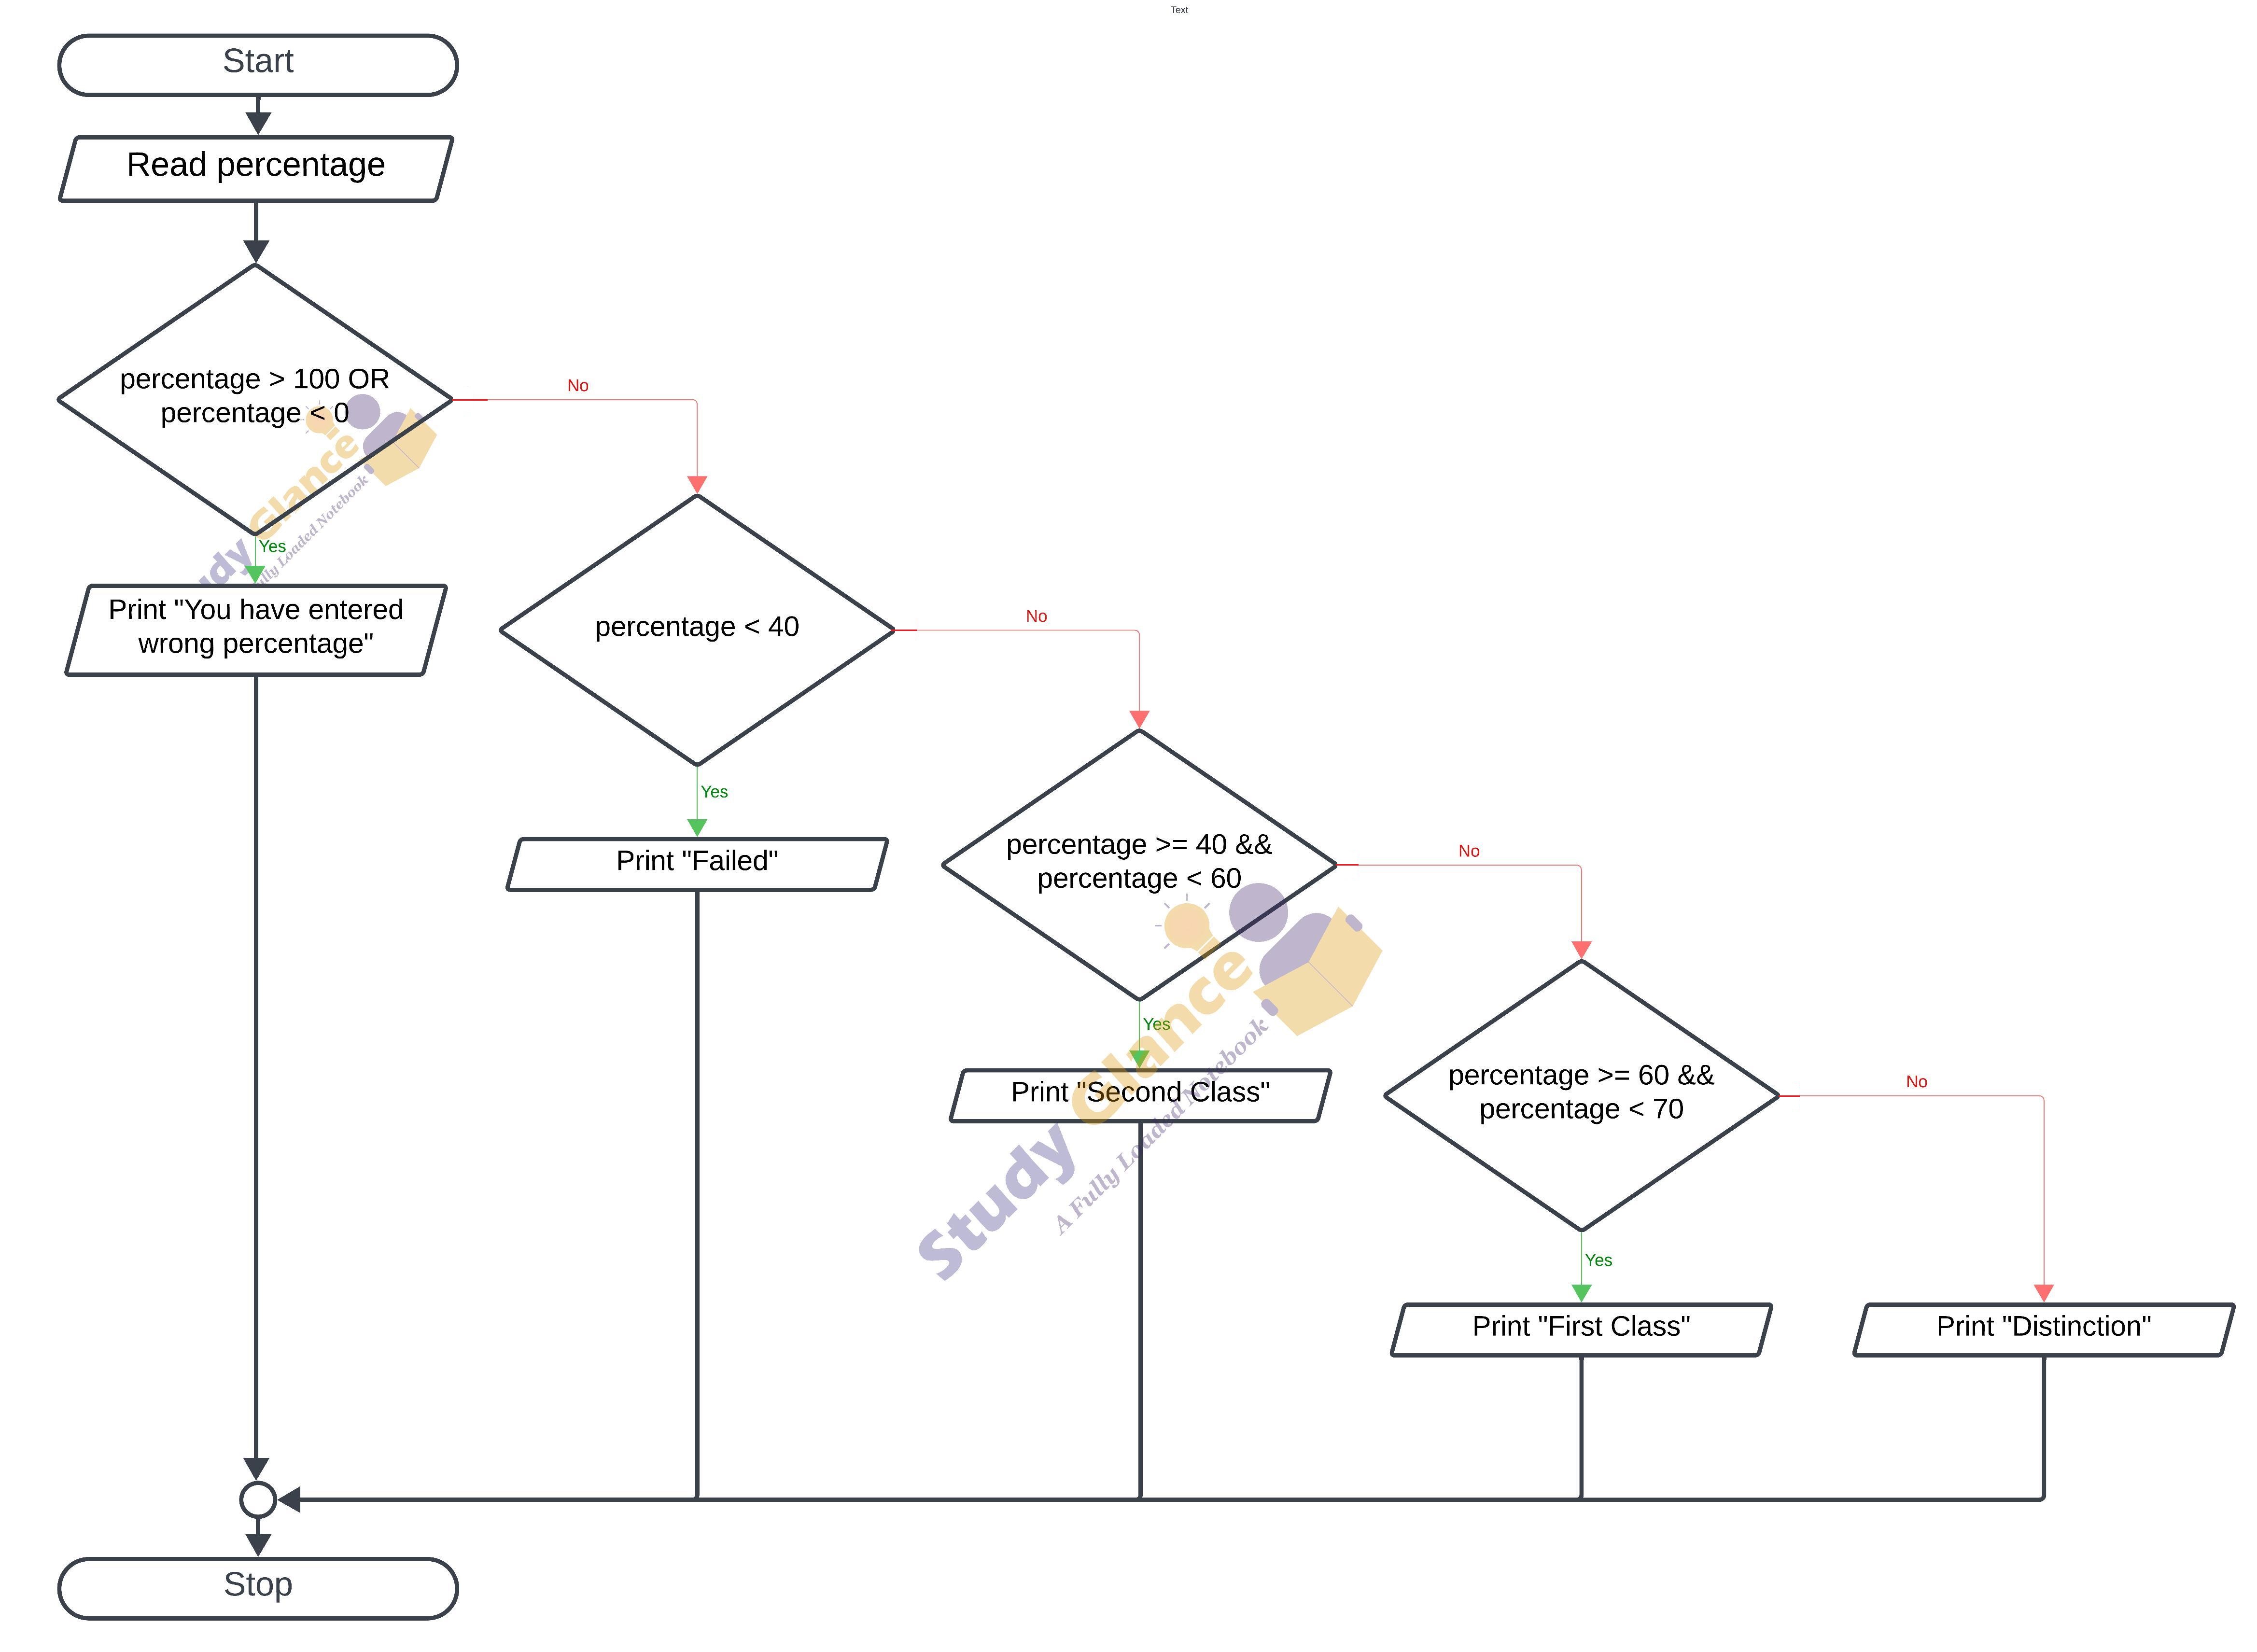 Text
Start
Read percentage
percentage > 100 OR
percentage < 0
No
Yes
Print "You have entered
wrong percentage"
percentage < 40
No
Yes
Print "Failed"
percentage >= 40 &&
percentage < 60
No
Yes
Print "Second Class"
percentage >= 60 &&
percentage < 70
No
Yes
Print "First Class"
Print "Distinction"
Stop
udy Glance
lly Loaded Notebook
Study Glance
A Fully Loaded Notebook